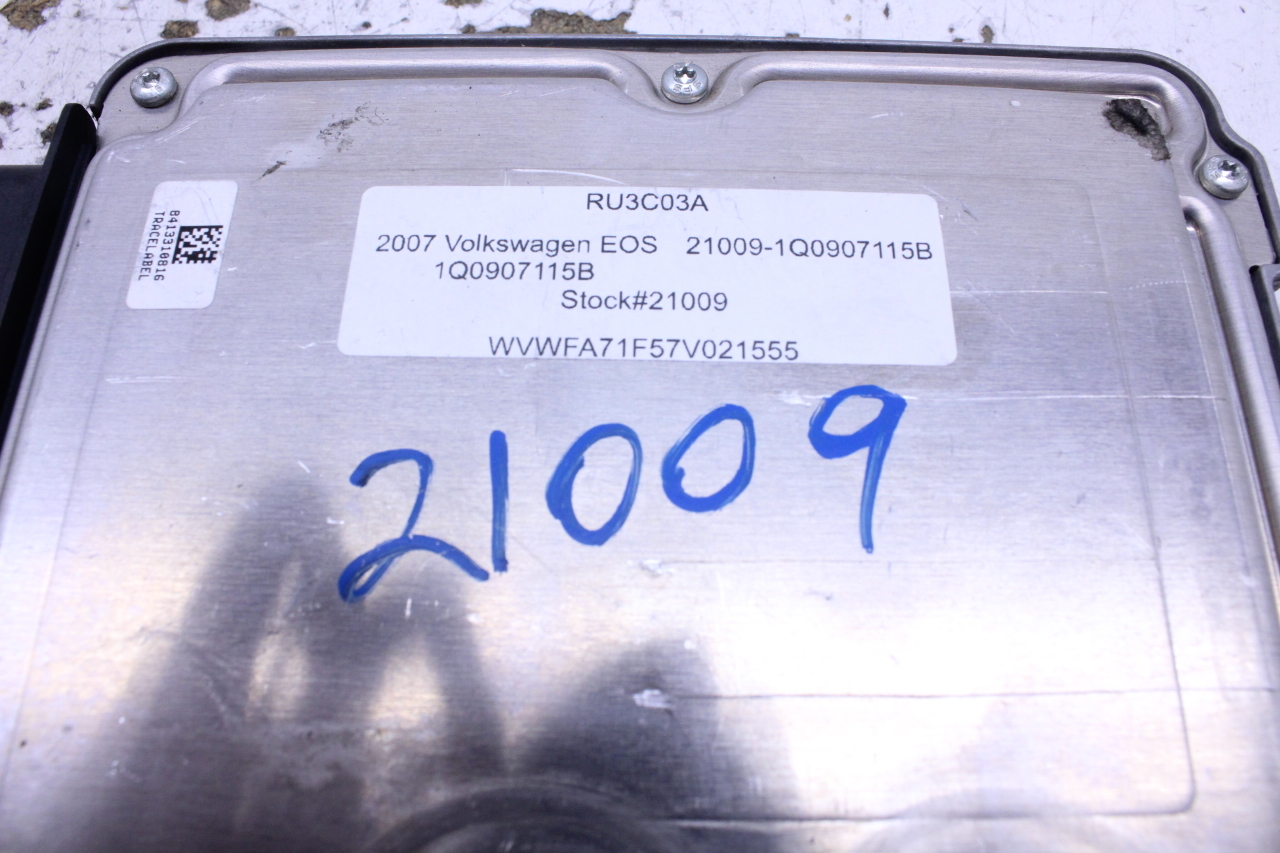 RU3C03A
2007 Volkswagen EOS 21009-1Q0907115B
1Q0907115B
Stock#21009
WVWFA71F57V021555
8413310816
TRACELABEL
21009